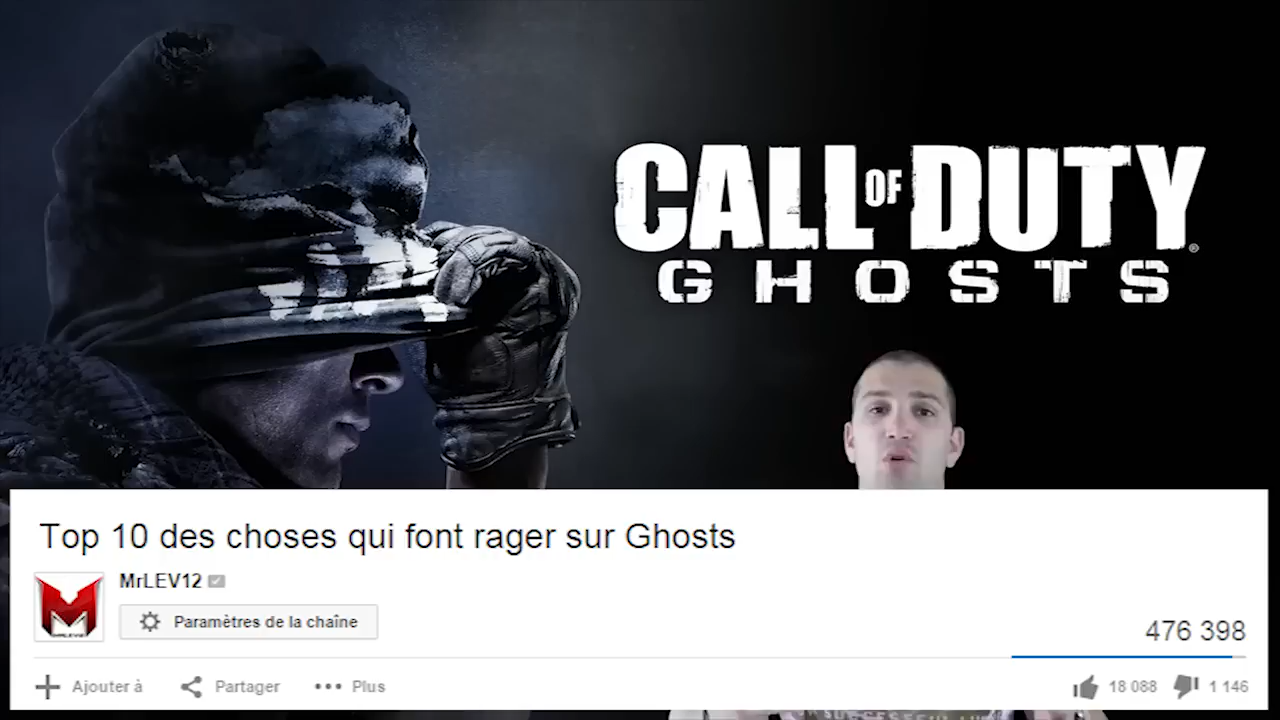 CALL OF DUTY
GHOSTS
Top 10 des choses qui font rager sur Ghosts
MrLEV12
Paramètres de la chaîne
476 398
Ajouter à
Partager
Plus
18 088
1 146